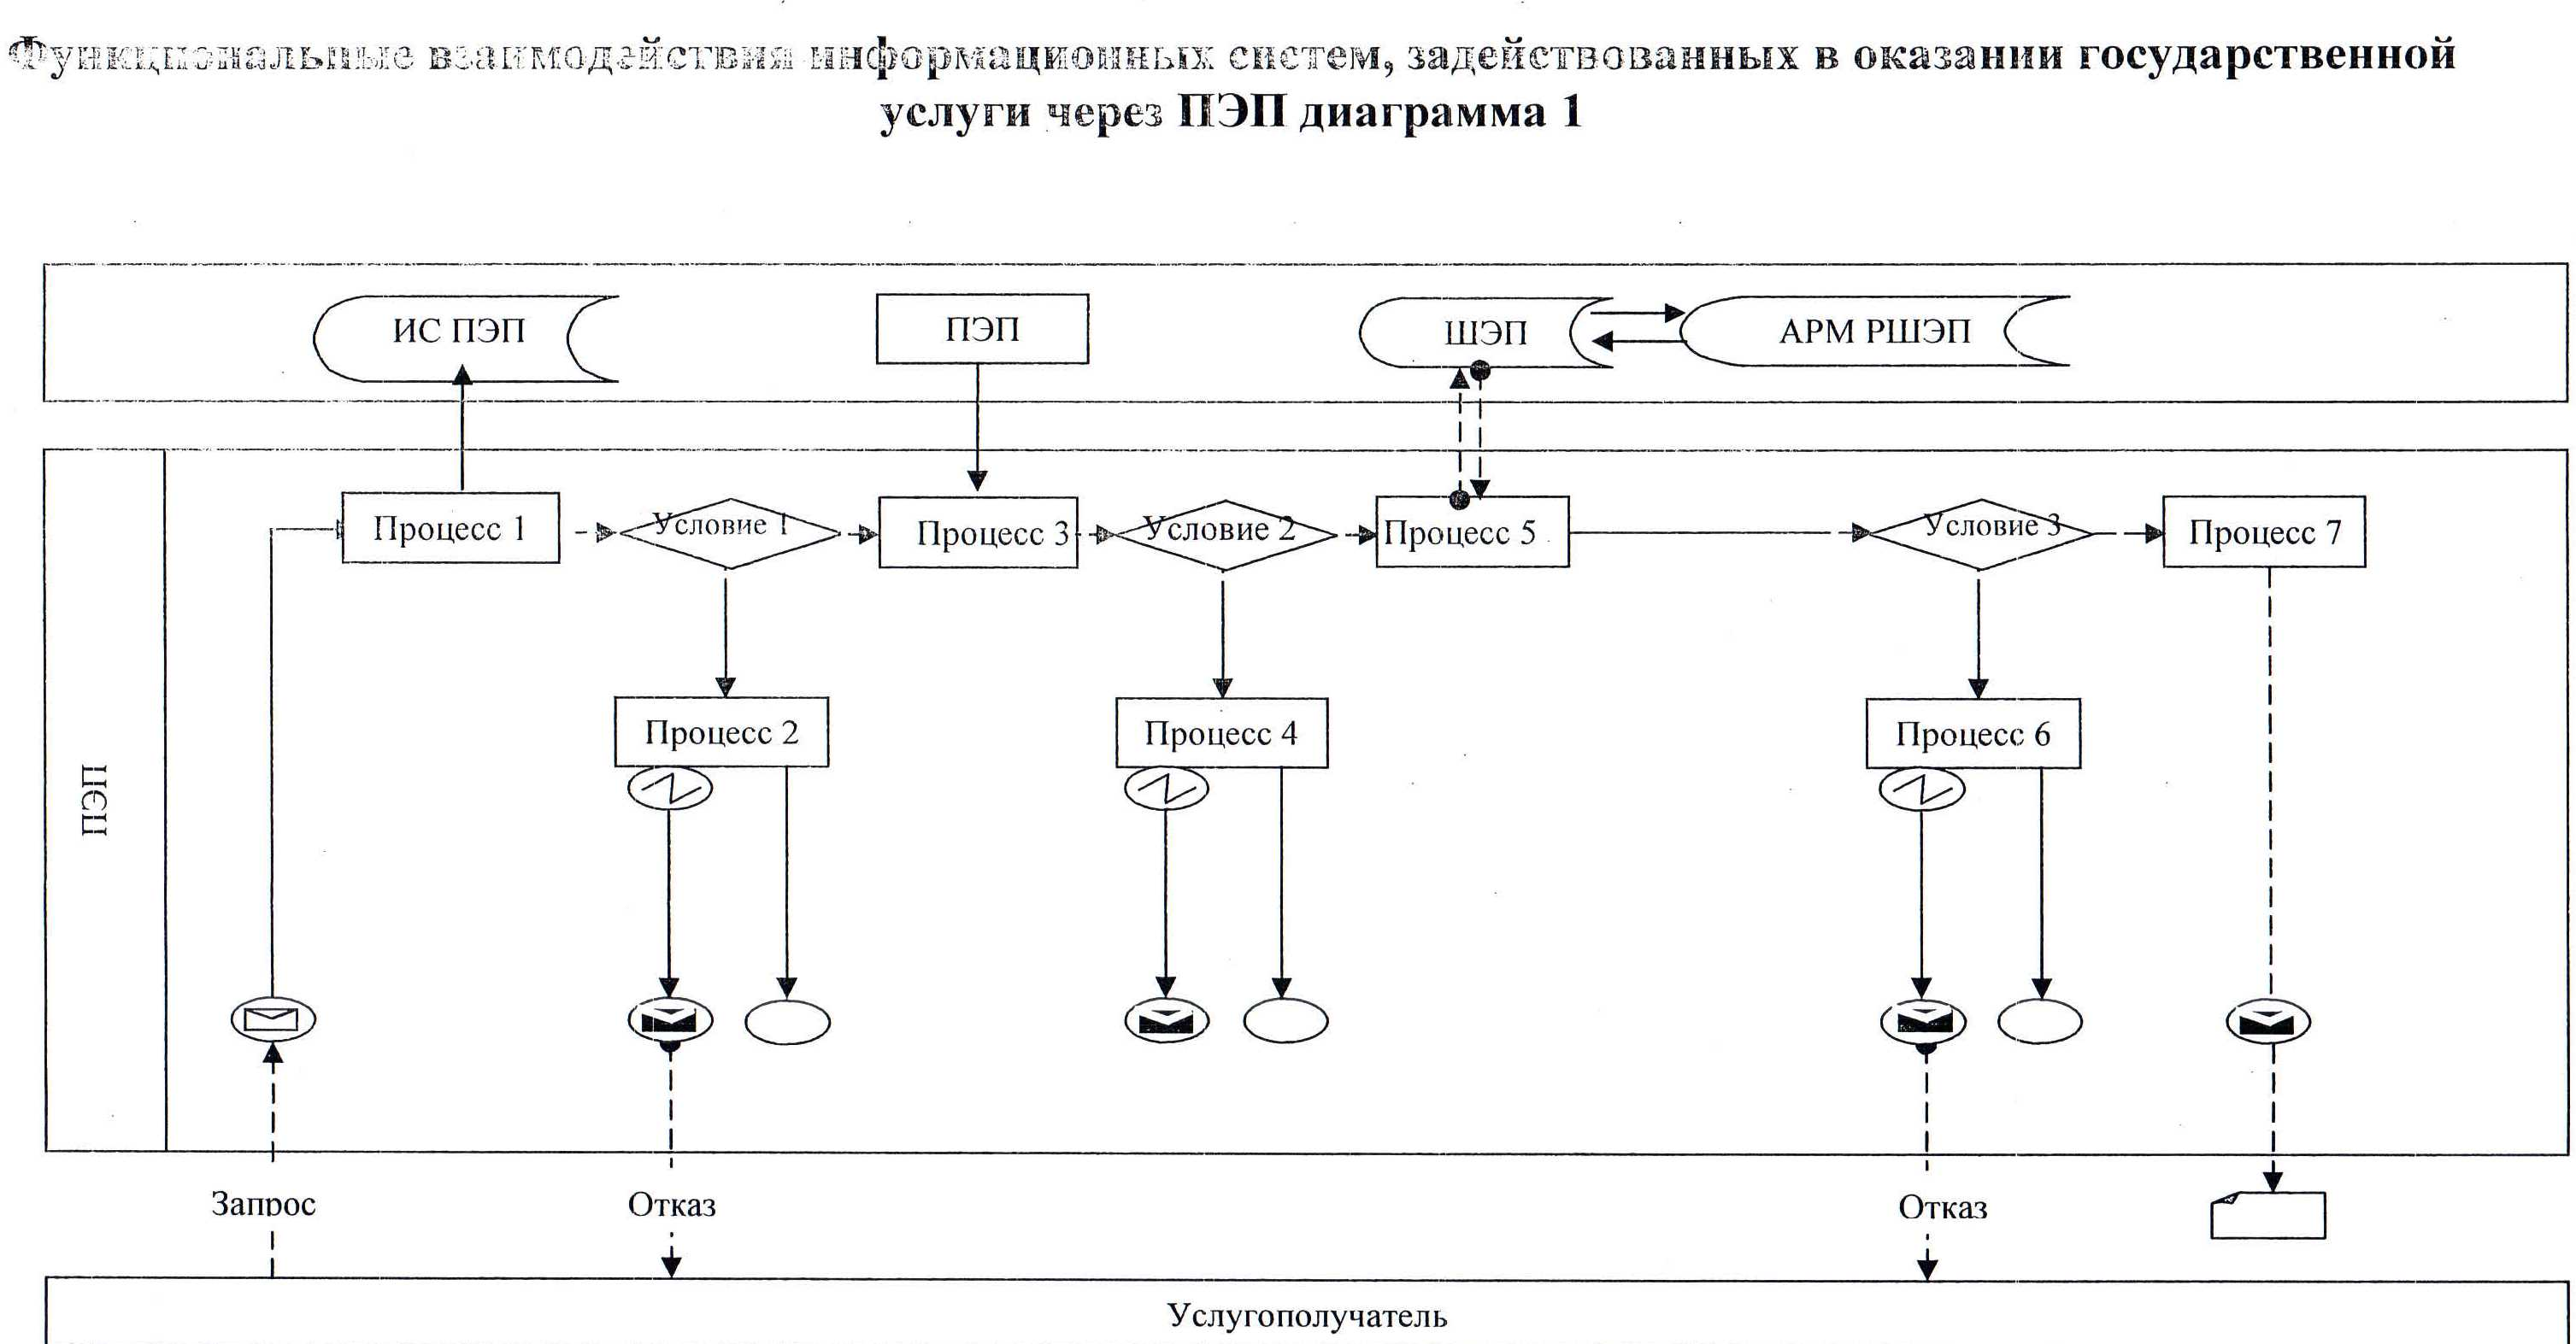 Функциональные взаимодействия информационных систем, задействованных в оказании государственной
услуги через ПЭП диаграмма 1
ИС ПЭП
ПЭП
ШЭП
АРМ РШЭП
Процесс 1
Условие 1
Процесс 3
Условие 2
Процесс 5
Условие 3
Процесс 7
Процесс 2
Процесс 4
Процесс 6
ПЭП
Запрос
Отказ
Отказ
Услугополучатель